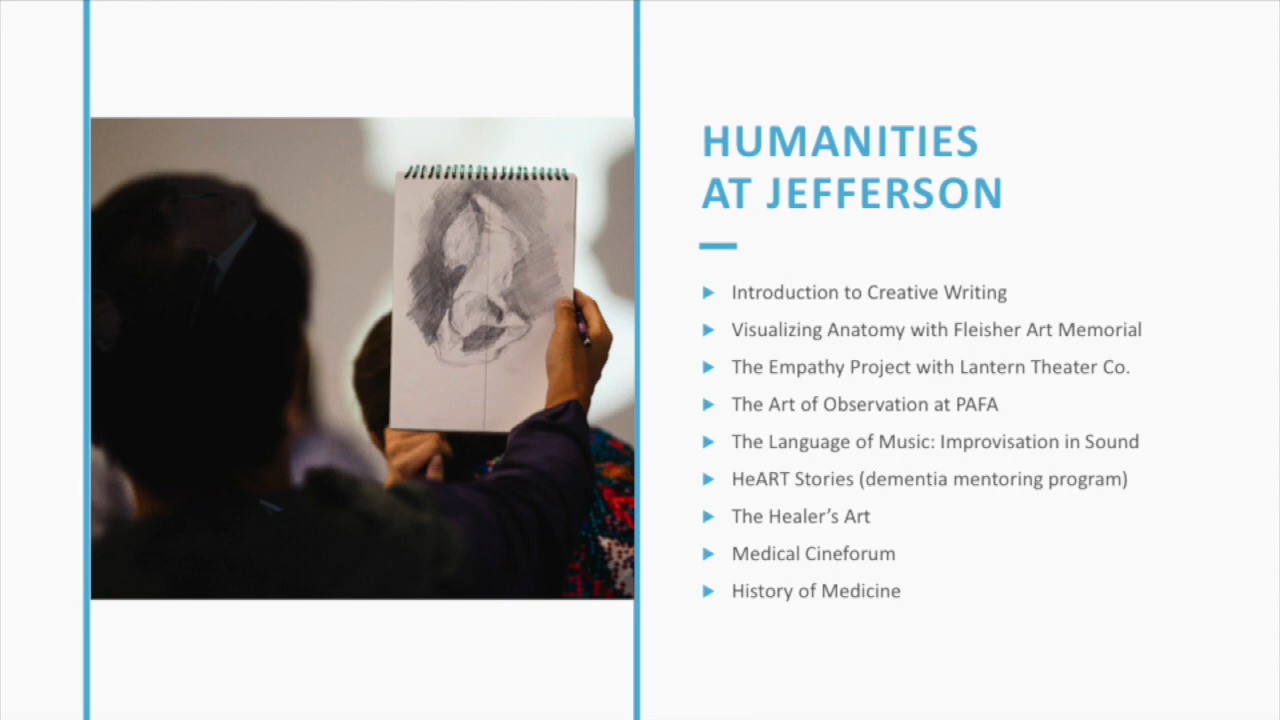 HUMANITIES
AT JEFFERSON
Introduction to Creative Writing
Visualizing Anatomy with Fleisher Art Memorial
The Empathy Project with Lantern Theater Co.
The Art of Observation at PAFA
The Language of Music: Improvisation in Sound
HeART Stories (dementia mentoring program)
The Healer’s Art
Medical Cineforum
History of Medicine